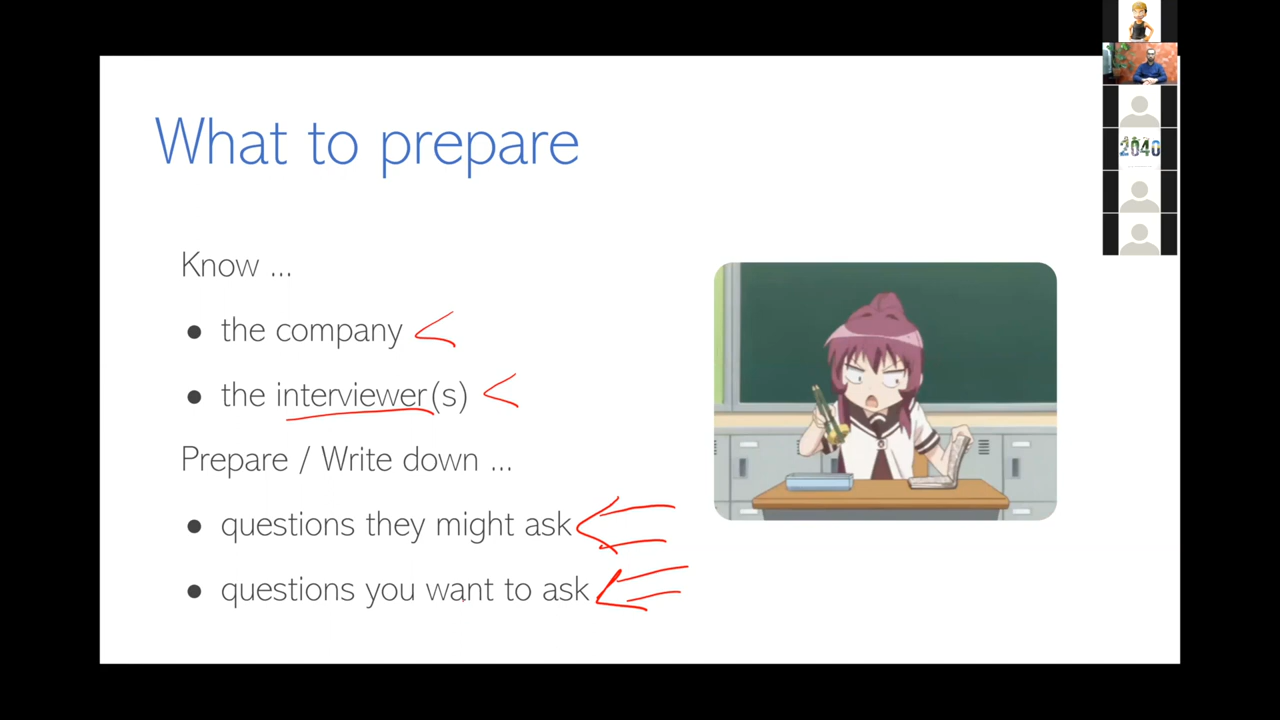 What to prepare
Know ...
● the company
● the interviewer(s)
Prepare / Write down ...
● questions they might ask
● questions you want to ask
2040